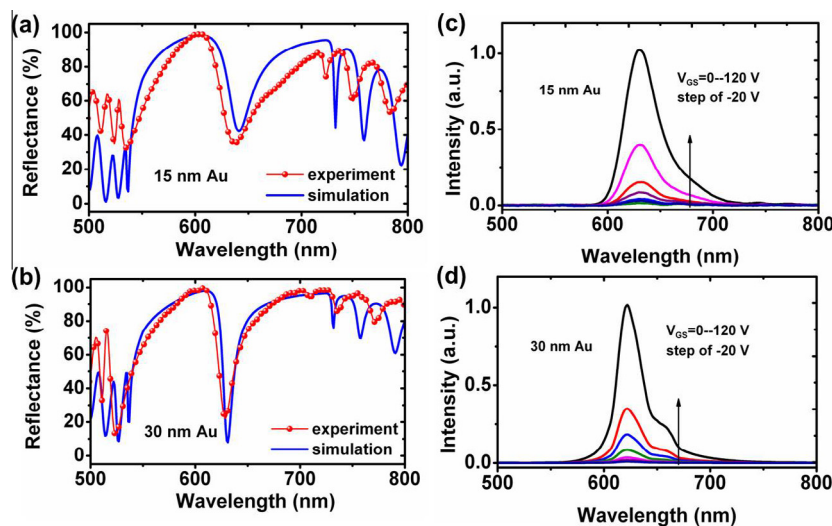 (a)
Reflectance (%)
100
80
60
40
20
0
15 nm Au
experiment
simulation
500
600
700
800
Wavelength (nm)
(b)
Reflectance (%)
100
80
60
40
20
0
30 nm Au
experiment
simulation
500
600
700
800
Wavelength (nm)
(c)
Intensity (a.u.)
1.0
0.5
0.0
15 nm Au
VGS=0--120 V
step of -20 V
500
600
700
800
Wavelength (nm)
(d)
Intensity (a.u.)
1.0
0.5
0.0
30 nm Au
VGS=0--120 V
step of -20 V
500
600
700
800
Wavelength (nm)